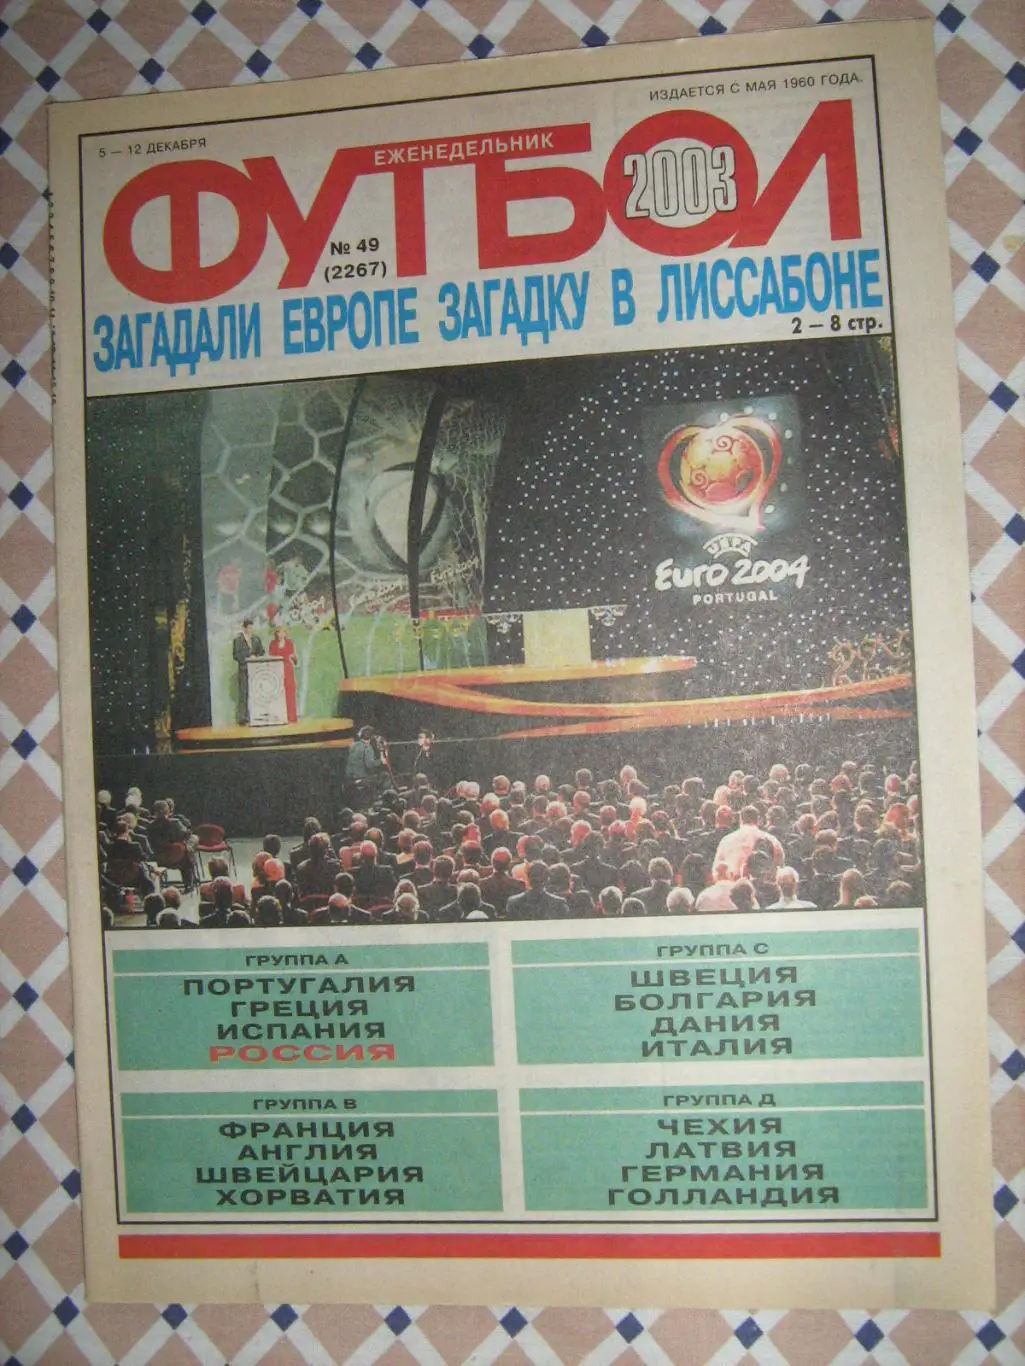 5 — 12 ДЕКАБРЯ
ИЗДАЕТСЯ С МАЯ 1960 ГОДА.
ЕЖЕНЕДЕЛЬНИК
ФУТБОЛ
2003
№ 49
(2267)
ЗАГАДАЛИ ЕВРОПЕ ЗАГАДКУ В ЛИССАБОНЕ
2 — 8 стр.
UEFA
Euro 2004
PORTUGAL
Euro 2004
ГРУППА А
ПОРТУГАЛИЯ
ГРЕЦИЯ
ИСПАНИЯ
РОССИЯ
ГРУППА С
ШВЕЦИЯ
БОЛГАРИЯ
ДАНИЯ
ИТАЛИЯ
ГРУППА В
ФРАНЦИЯ
АНГЛИЯ
ШВЕЙЦАРИЯ
ХОРВАТИЯ
ГРУППА Д
ЧЕХИЯ
ЛАТВИЯ
ГЕРМАНИЯ
ГОЛЛАНДИЯ